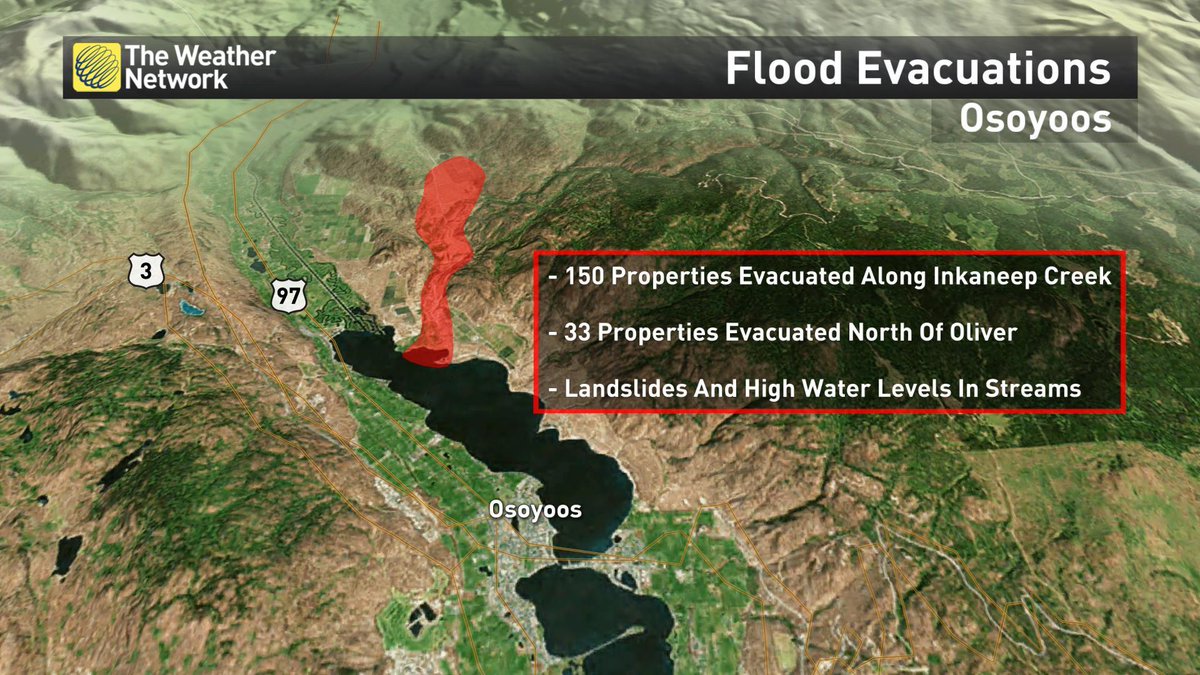 The Weather
Network
Flood Evacuations
Osoyoos
3
97
- 150 Properties Evacuated Along Inkaneep Creek
- 33 Properties Evacuated North Of Oliver
- Landslides And High Water Levels In Streams
Osoyoos